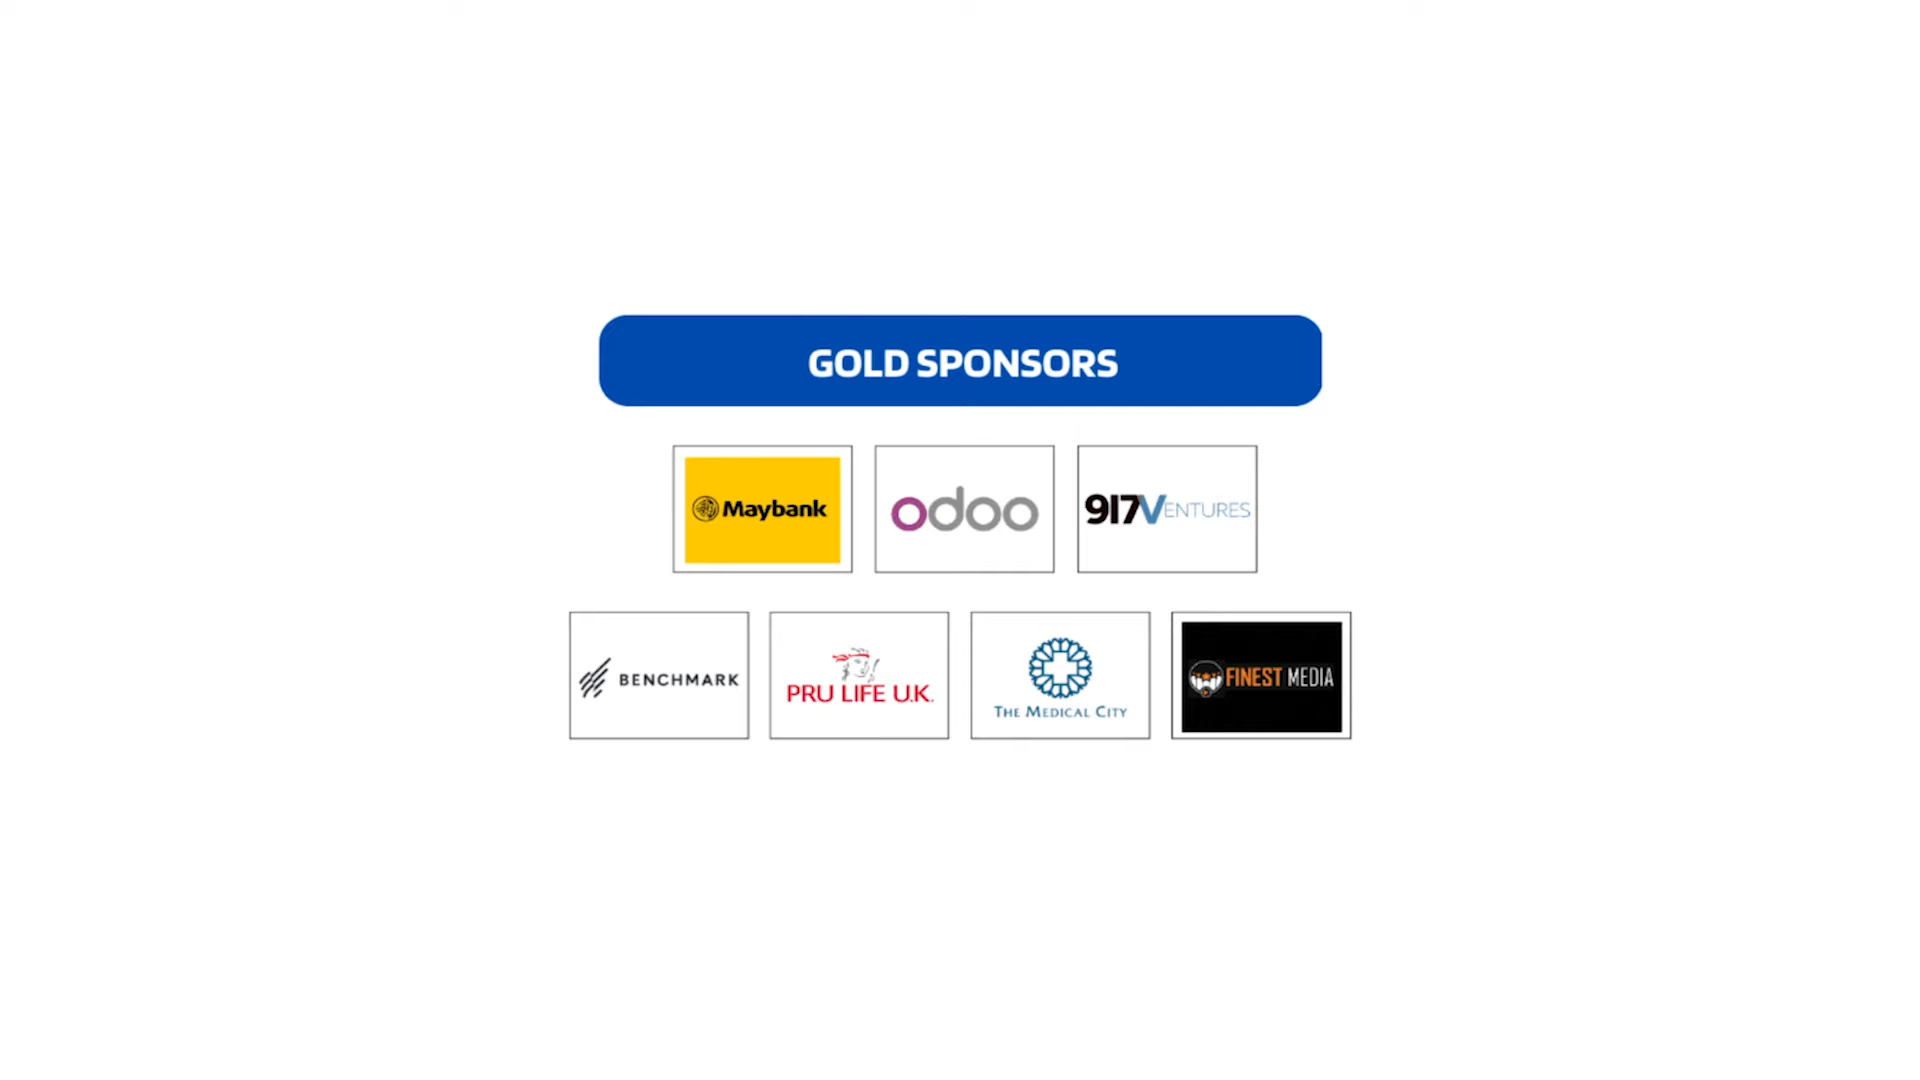 GOLD SPONSORS
Maybank
odoo
917VENTURES
BENCHMARK
PRU LIFE U.K.
THE MEDICAL CITY
FINEST MEDIA